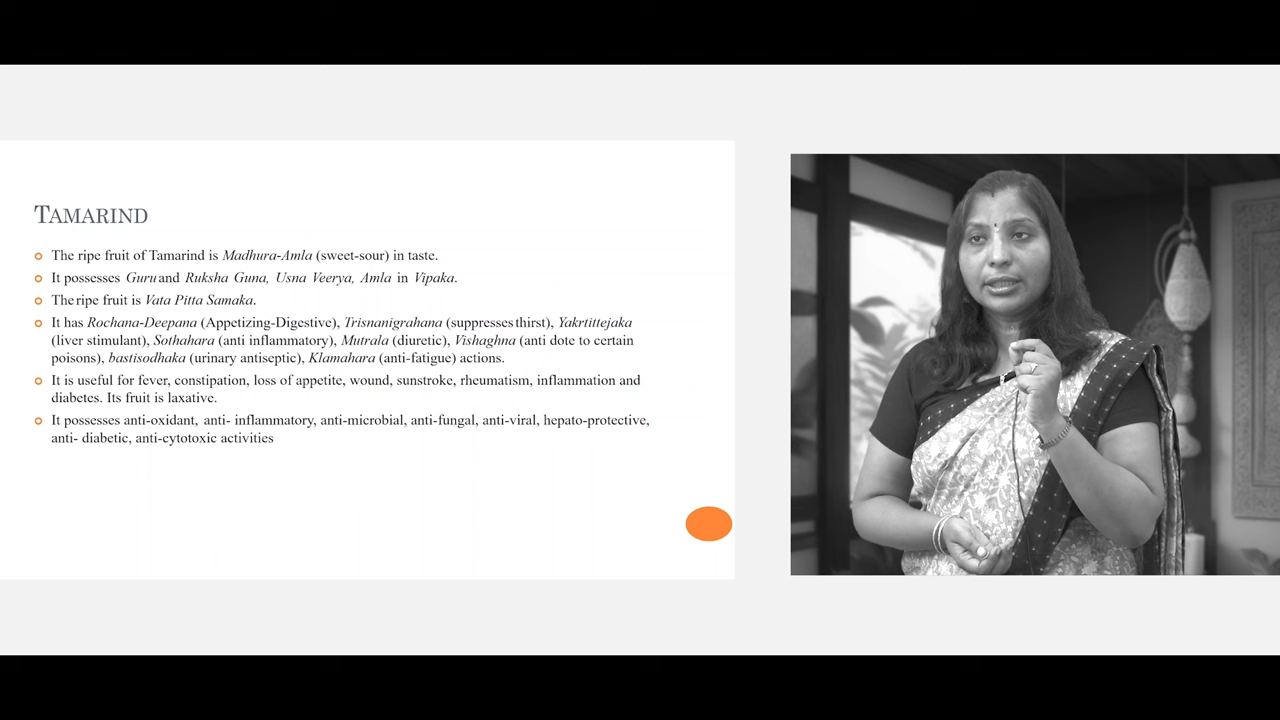 TAMARIND
The ripe fruit of Tamarind is Madhura-Amla (sweet-sour) in taste.
It possesses Guru and Ruksha Guna, Usna Veerya, Amla in Vipaka.
The ripe fruit is Vata Pitta Samaka.
It has Rochana-Deepana (Appetizing-Digestive), Trisnanigrahana (suppresses thirst), Yakrtittejaka
(liver stimulant), Sothahara (anti inflammatory), Mutrala (diuretic), Vishaghna (anti dote to certain
poisons), bastisodhaka (urinary antiseptic), Klamahara (anti-fatigue) actions.
It is useful for fever, constipation, loss of appetite, wound, sunstroke, rheumatism, inflammation and
diabetes. Its fruit is laxative.
It possesses anti-oxidant, anti- inflammatory, anti-microbial, anti-fungal, anti-viral, hepato-protective,
anti- diabetic, anti-cytotoxic activities